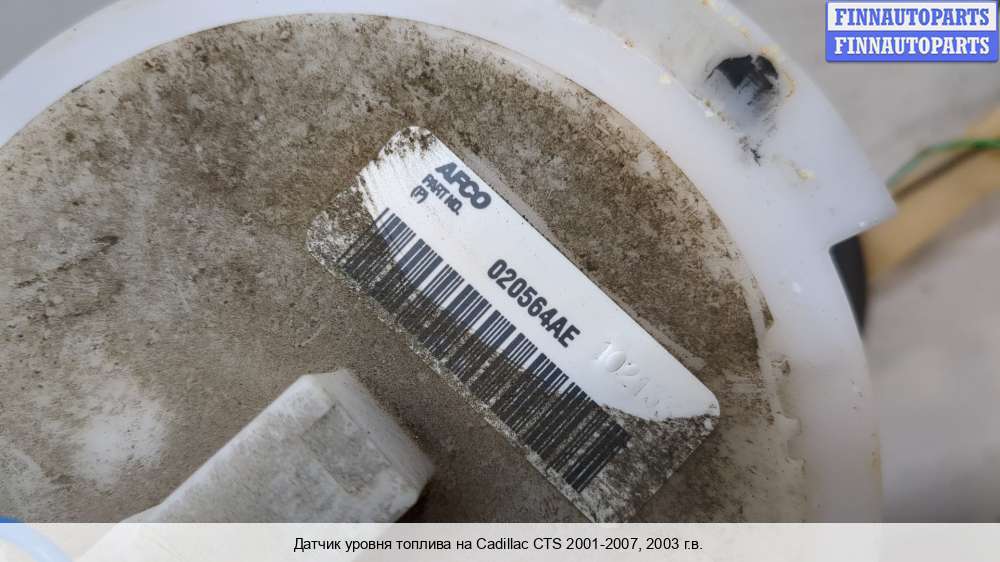 FINNAUTOPARTS
FINNAUTOPARTS
AFCO
PART NO.
(P)
020564AE
Датчик уровня топлива на Cadillac CTS 2001-2007, 2003 г.в.